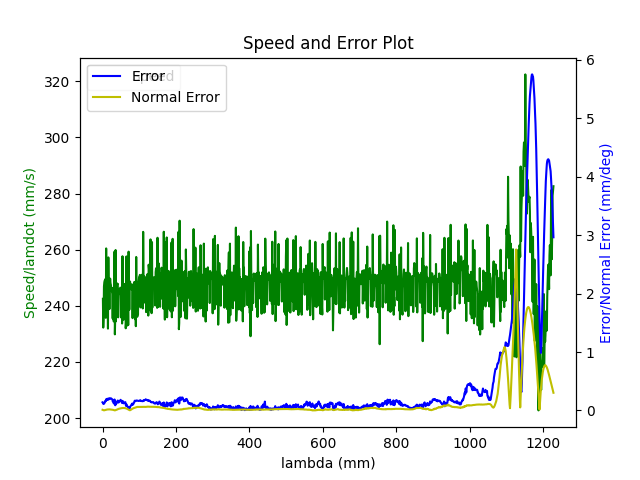 Speed and Error Plot
Error
Normal Error
Speed/lamdot (mm/s)
320
300
280
260
240
220
200
6
5
4
3
2
1
0
Error/Normal Error (mm/deg)
0 200 400 600 800 1000 1200
lambda (mm)